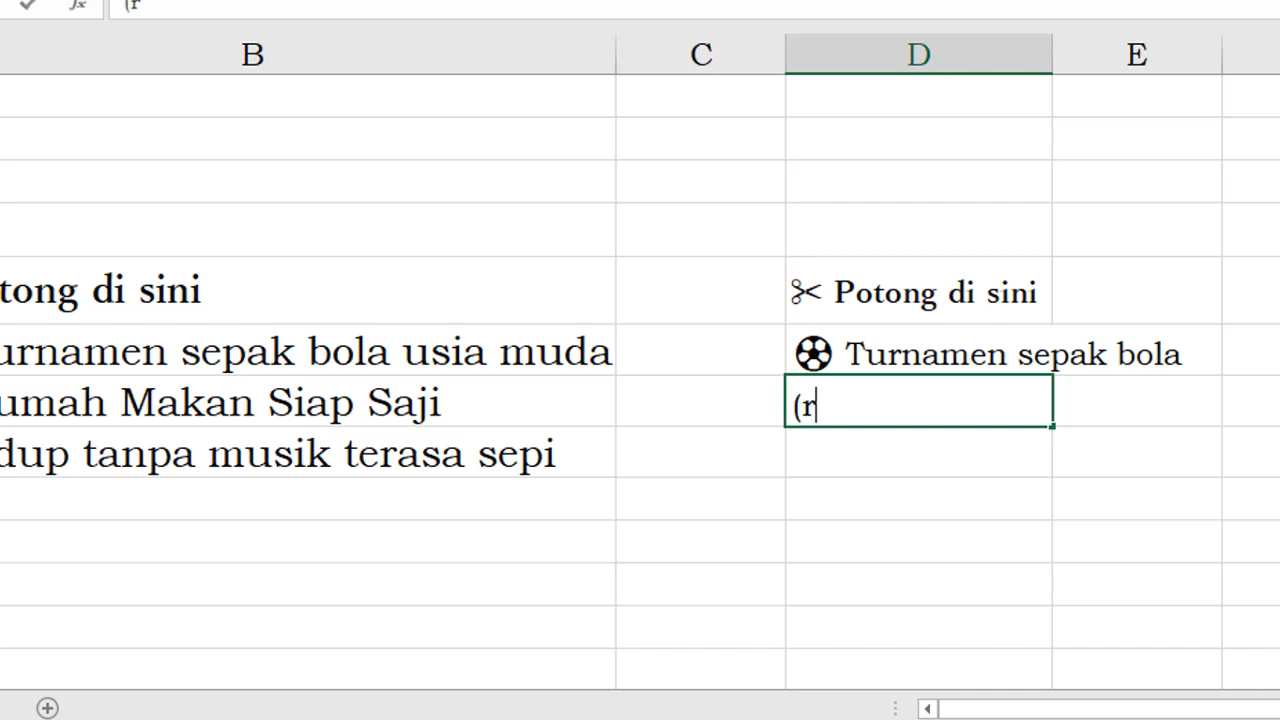 fx (r
B C D E
tong di sini ✂ Potong di sini
urnamen sepak bola usia muda ⚽ Turnamen sepak bola
umah Makan Siap Saji (r
dup tanpa musik terasa sepi